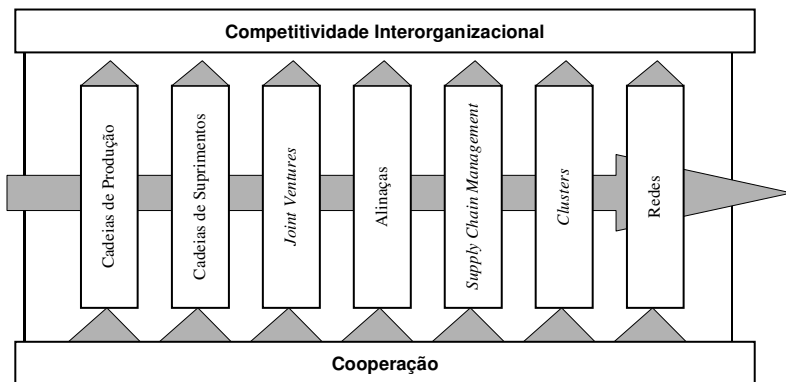 Competitividade Interorganizacional
Cadeias de Produção
Cadeias de Suprimentos
Joint Ventures
Alinaças
Supply Chain Management
Clusters
Redes
Cooperação